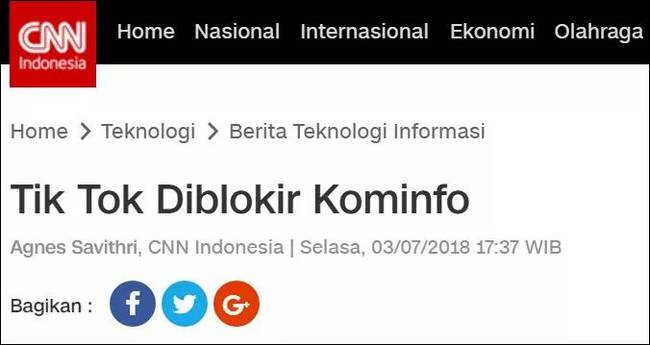 CNN
Indonesia
Home Nasional Internasional Ekonomi Olahraga
Home > Teknologi > Berita Teknologi Informasi
Tik Tok Diblokir Kominfo
Agnes Savithri, CNN Indonesia | Selasa, 03/07/2018 17:37 WIB
Bagikan :